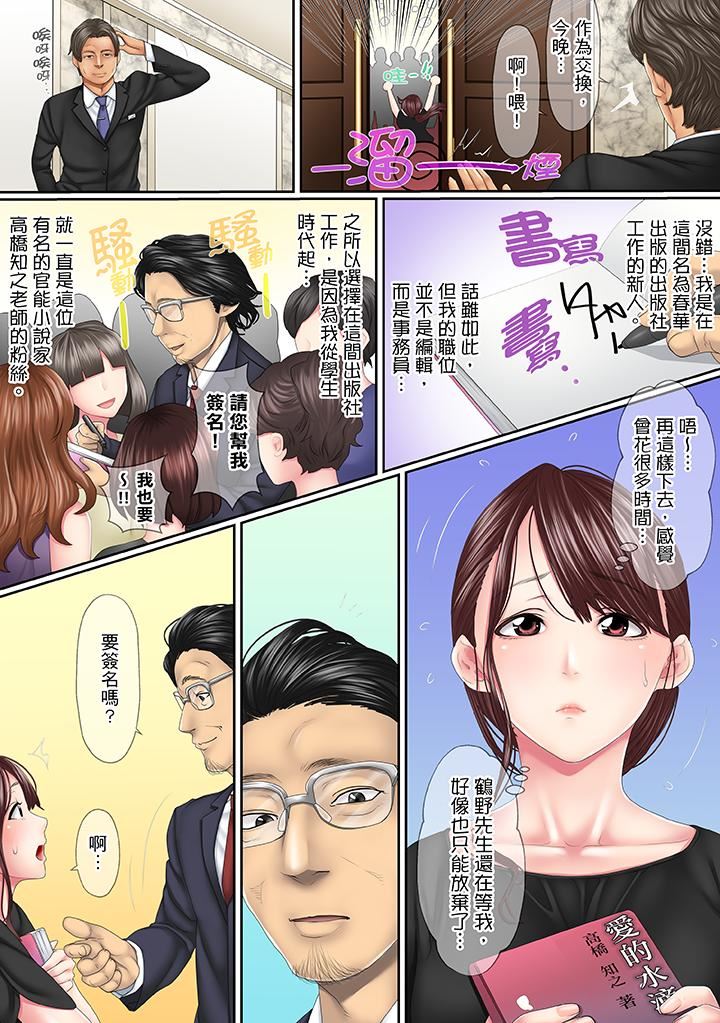 作為交換，
今晚…
啊！喂！
哇—!!
一溜——煙
唉呀唉呀…
沒錯…我是在
這間名為春華
出版的出版社
工作的新人。
書寫
書寫．
話雖如此，
但我的職位
並不是編輯，
而是事務員…
之所以選擇在這間出版社
工作，是因為我從學生
時代起…
騷動
騷動
就一直是這位
有名的官能小說家
高橋知之老師的粉絲。
請您幫我
簽名！
我也要
～!!
唔～…
再這樣下去，感覺
會花很多時間…
鶴野先生還在等我，
好像也只能放棄了…
愛的水滴
高橋 知之 著
要簽名嗎？
啊…